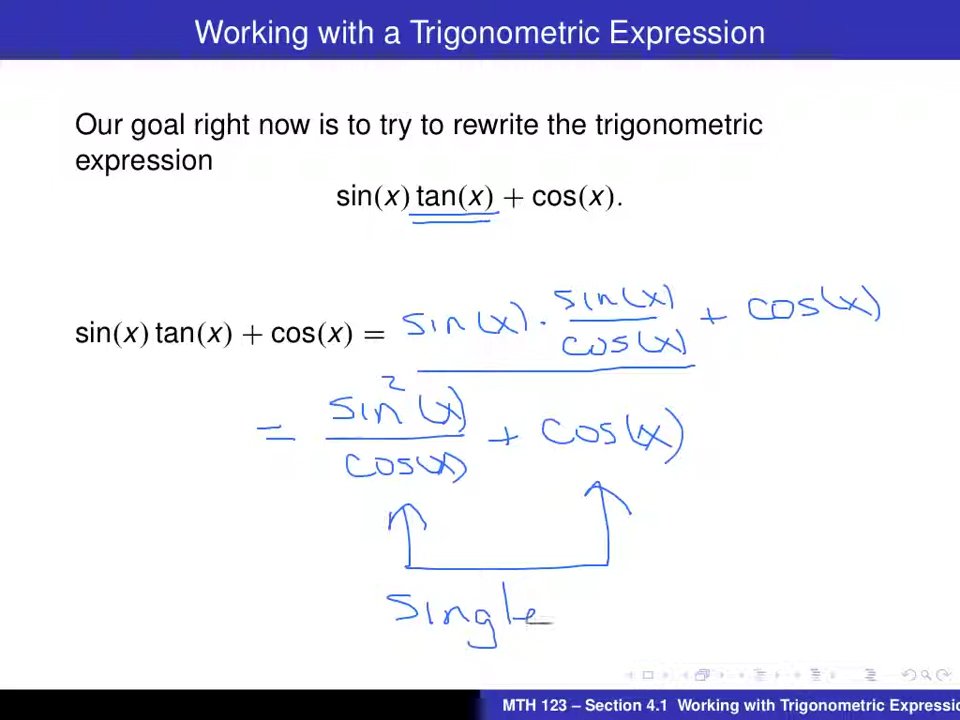 Working with a Trigonometric Expression
Our goal right now is to try to rewrite the trigonometric
expression
sin(x) tan(x) + cos(x).
sin(x) tan(x) + cos(x) = sin(x) · sin(x)/cos(x) + cos(x)
= sin²(x)/cos(x) + cos(x)
Single
MTH 123 – Section 4.1 Working with Trigonometric Expressio